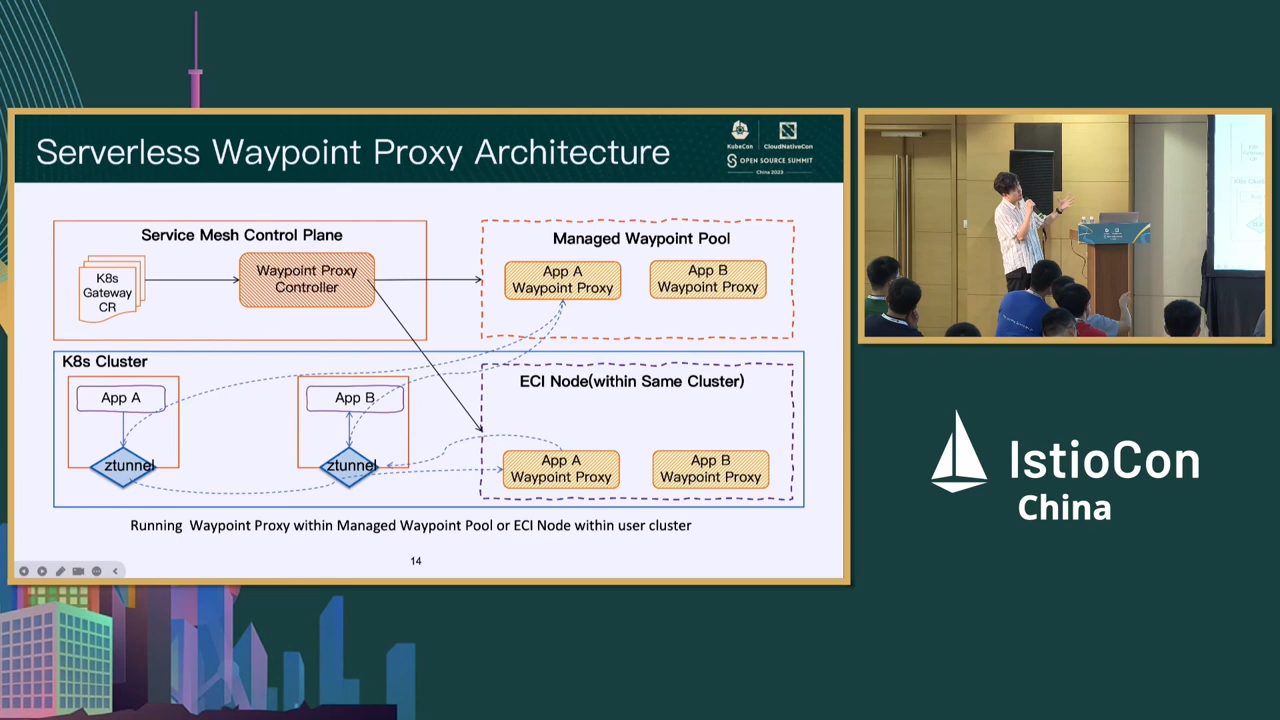 Serverless Waypoint Proxy Architecture
KubeCon
CloudNativeCon
OPEN SOURCE SUMMIT
China 2023
Service Mesh Control Plane
K8s
Gateway
CR
Waypoint Proxy
Controller
Managed Waypoint Pool
App A
Waypoint Proxy
App B
Waypoint Proxy
K8s Cluster
App A
ztunnel
App B
ztunnel
ECI Node(within Same Cluster)
App A
Waypoint Proxy
App B
Waypoint Proxy
Running Waypoint Proxy within Managed Waypoint Pool or ECI Node within user cluster
14
IstioCon
China